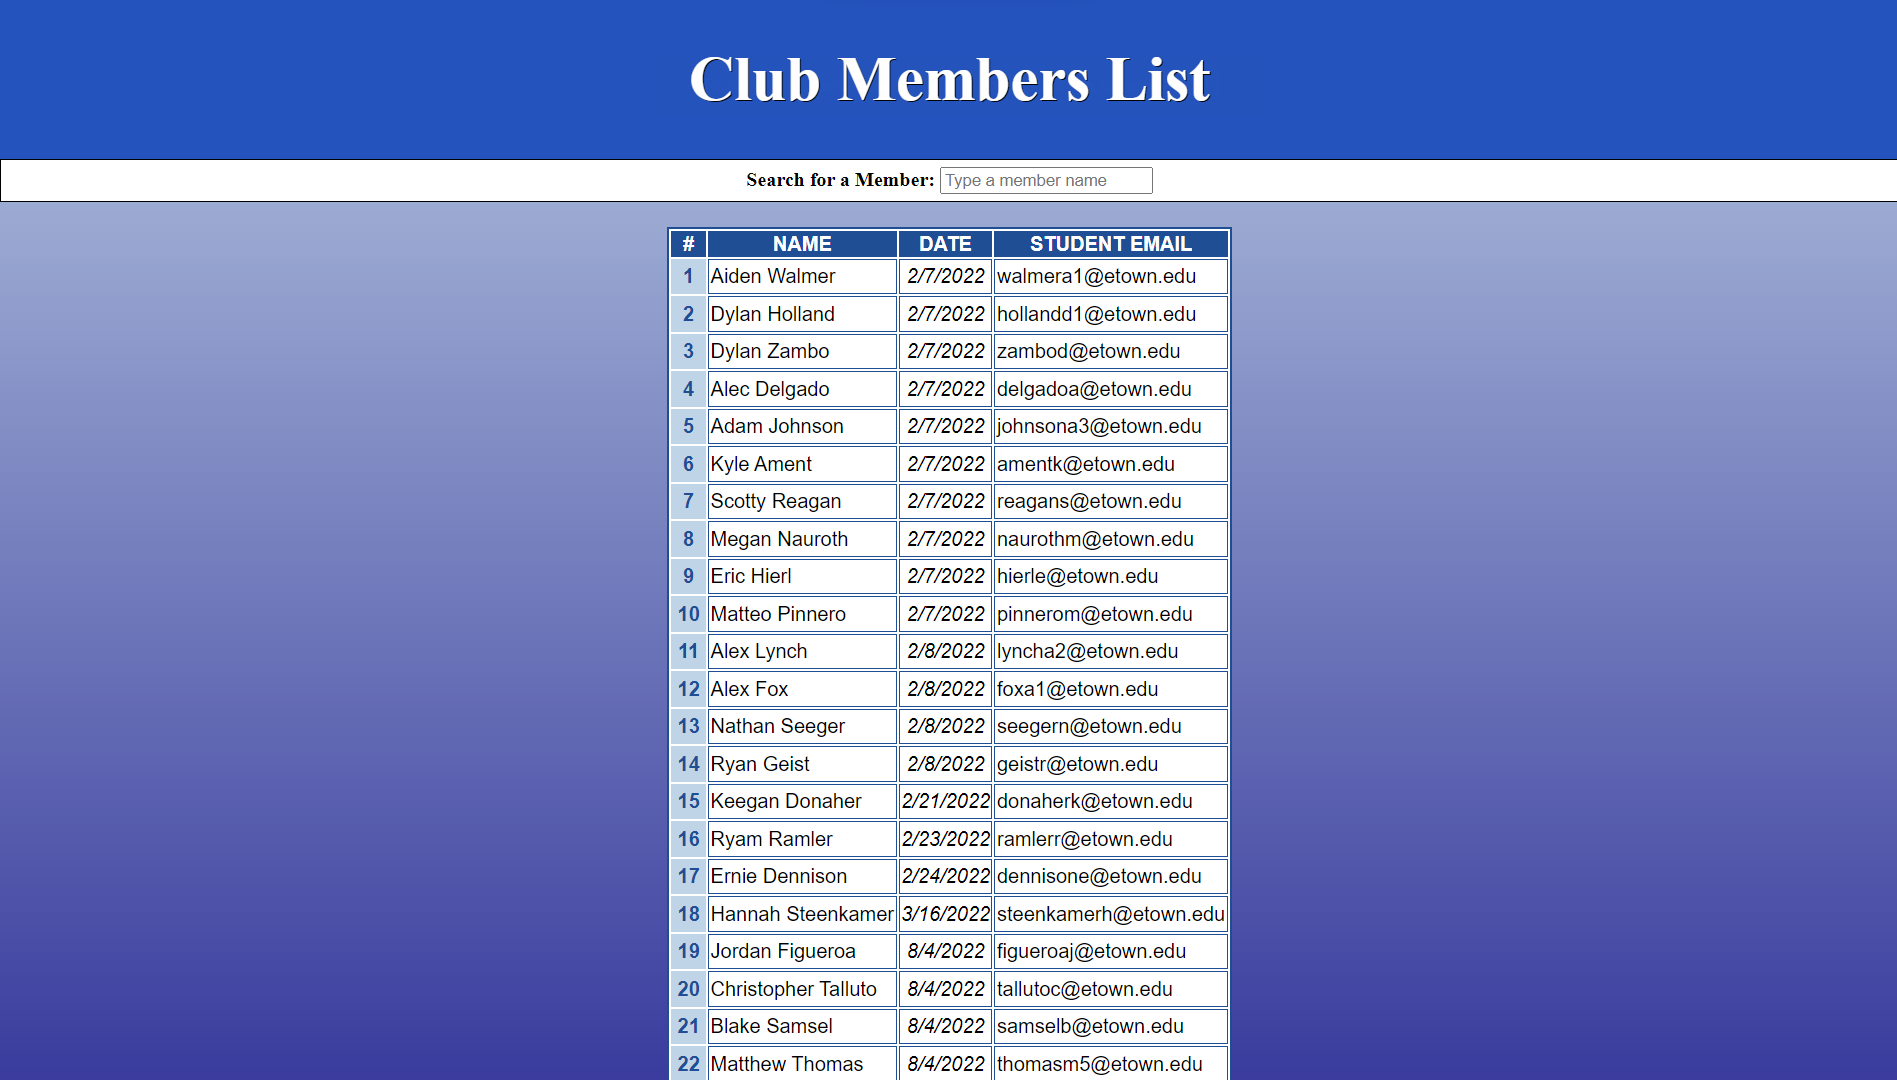 Club Members List
Search for a Member: Type a member name
# NAME DATE STUDENT EMAIL
1 Aiden Walmer 2/7/2022 walmera1@etown.edu
2 Dylan Holland 2/7/2022 hollandd1@etown.edu
3 Dylan Zambo 2/7/2022 zambod@etown.edu
4 Alec Delgado 2/7/2022 delgadoa@etown.edu
5 Adam Johnson 2/7/2022 johnsona3@etown.edu
6 Kyle Ament 2/7/2022 amentk@etown.edu
7 Scotty Reagan 2/7/2022 reagans@etown.edu
8 Megan Nauroth 2/7/2022 naurothm@etown.edu
9 Eric Hierl 2/7/2022 hierle@etown.edu
10 Matteo Pinnero 2/7/2022 pinnerom@etown.edu
11 Alex Lynch 2/8/2022 lyncha2@etown.edu
12 Alex Fox 2/8/2022 foxa1@etown.edu
13 Nathan Seeger 2/8/2022 seegern@etown.edu
14 Ryan Geist 2/8/2022 geistr@etown.edu
15 Keegan Donaher 2/21/2022 donaherk@etown.edu
16 Ryam Ramler 2/23/2022 ramlerr@etown.edu
17 Ernie Dennison 2/24/2022 dennisone@etown.edu
18 Hannah Steenkamer 3/16/2022 steenkamerh@etown.edu
19 Jordan Figueroa 8/4/2022 figueroaj@etown.edu
20 Christopher Talluto 8/4/2022 tallutoc@etown.edu
21 Blake Samsel 8/4/2022 samselb@etown.edu
22 Matthew Thomas 8/4/2022 thomasm5@etown.edu